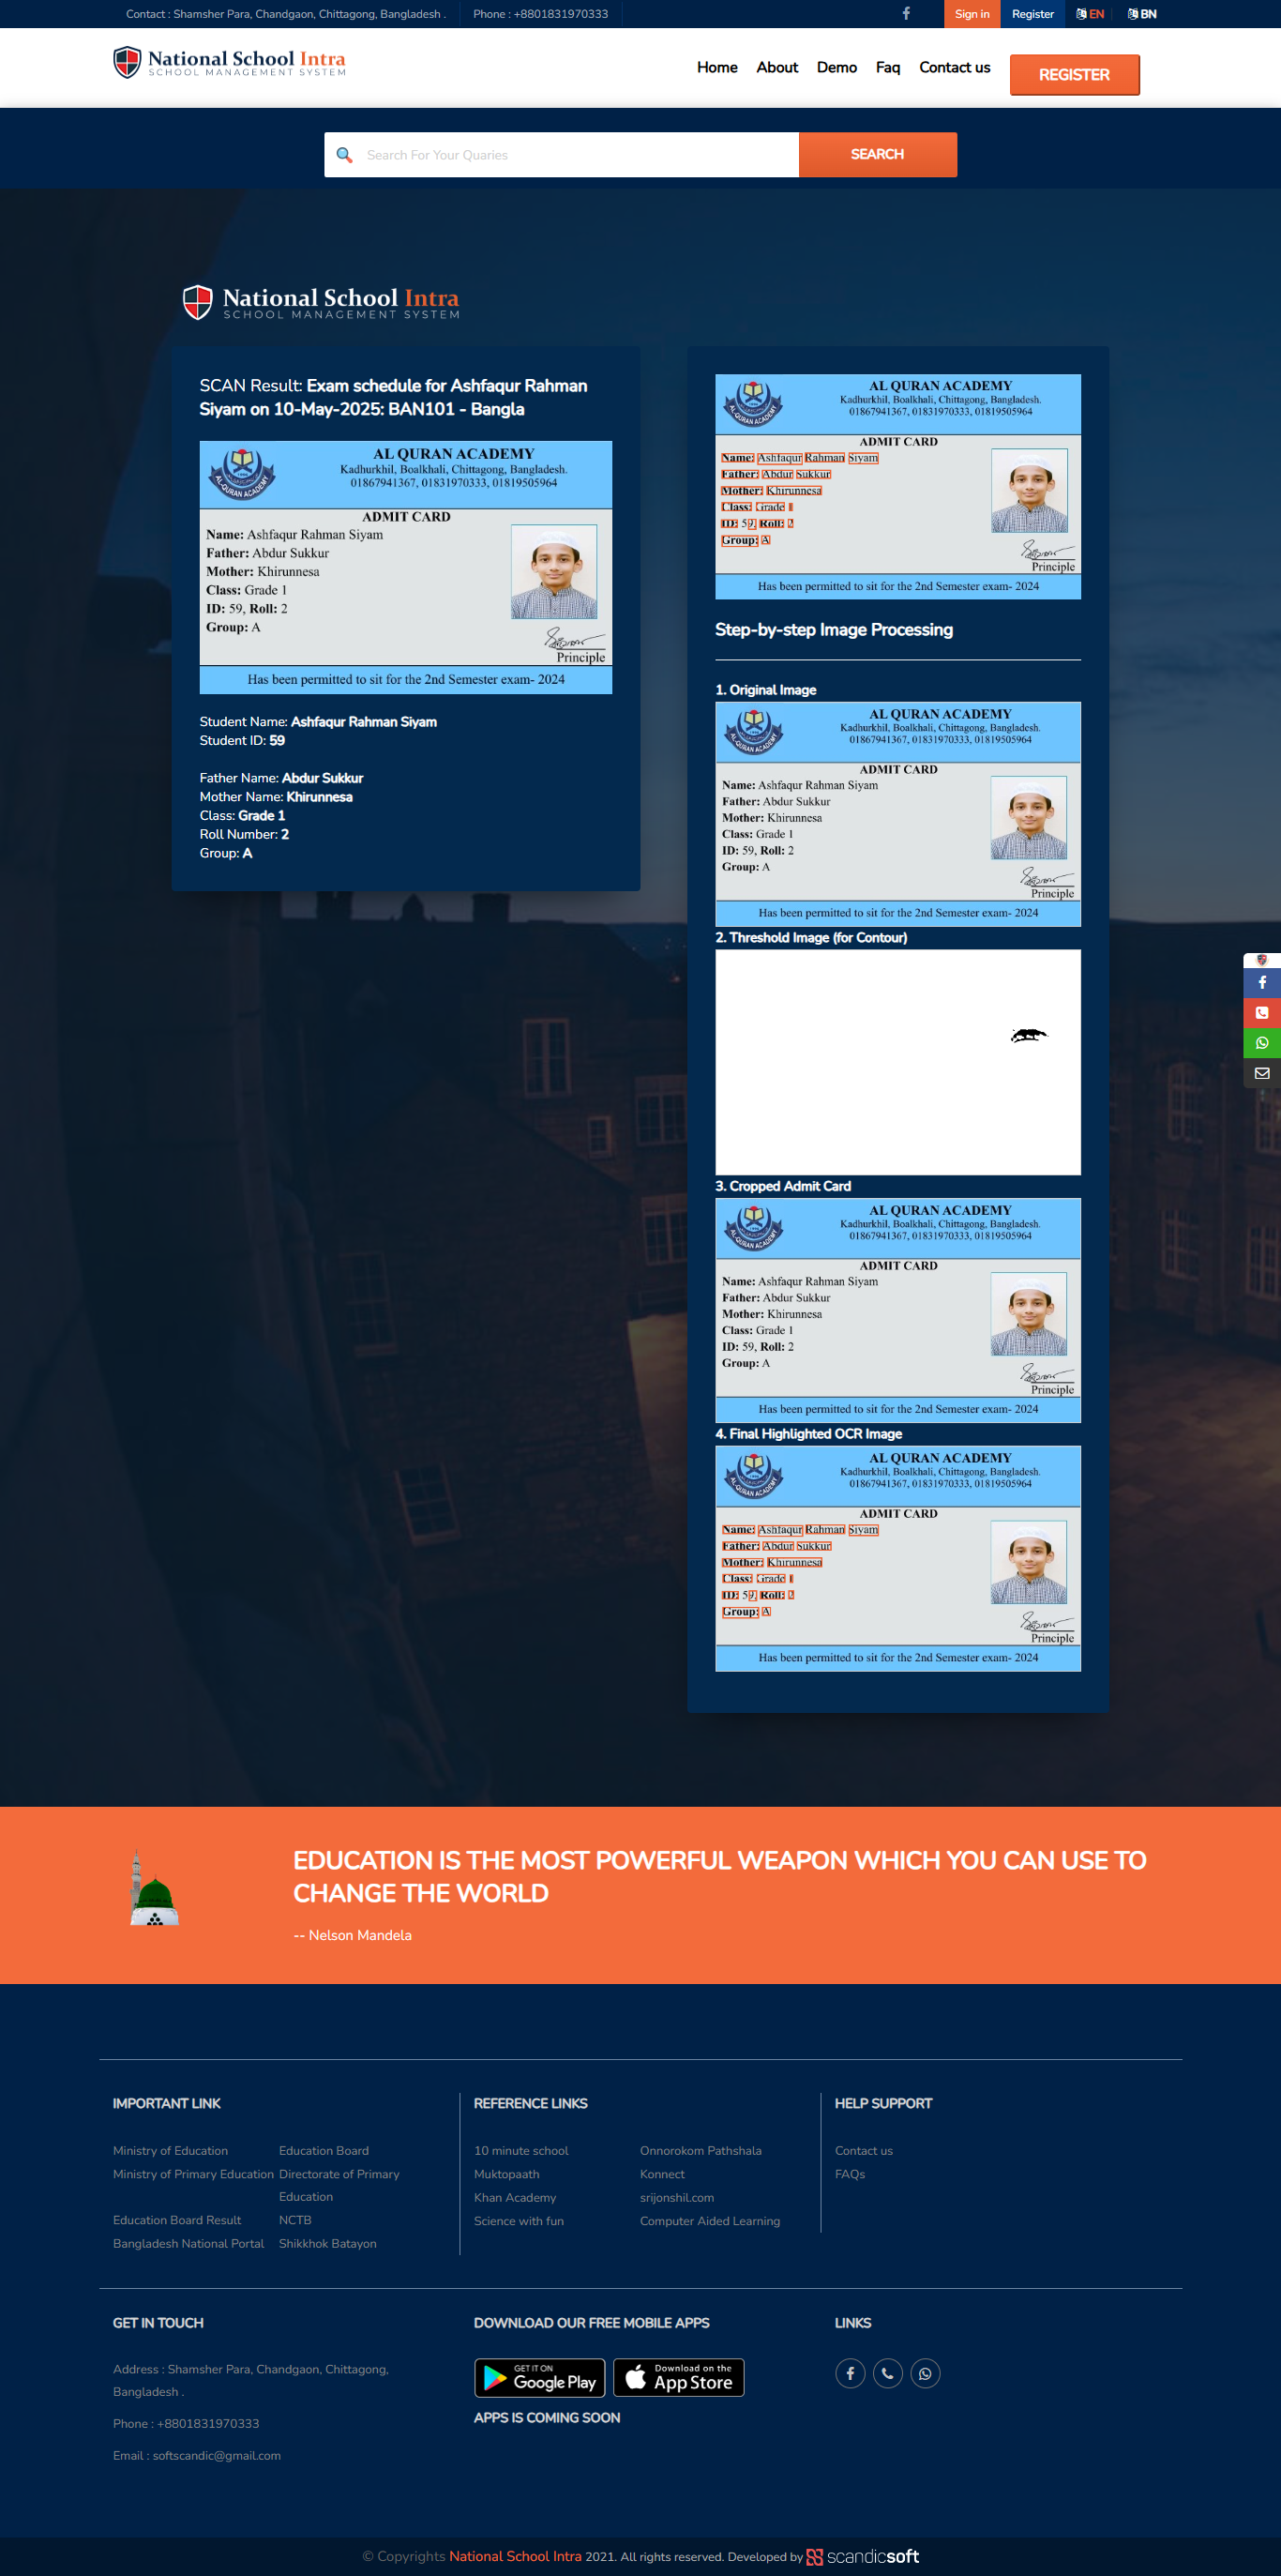 Contact : Shamsher Para, Chandgaon, Chittagong, Bangladesh .
Phone : +8801831970333
Sign in
Register
EN
BN
National School Intra
SCHOOL MANAGEMENT SYSTEM
Home
About
Demo
Faq
Contact us
REGISTER
Search For Your Quaries
SEARCH
National School Intra
SCHOOL MANAGEMENT SYSTEM
SCAN Result: Exam schedule for Ashfaqur Rahman
Siyam on 10-May-2025: BAN101 - Bangla
AL-QURAN ACADEMY
AL QURAN ACADEMY
Kadhurkhil, Boalkhali, Chittagong, Bangladesh.
01867941367, 01831970333, 01819505964
ADMIT CARD
Name: Ashfaqur Rahman Siyam
Father: Abdur Sukkur
Mother: Khirunnesa
Class: Grade 1
ID: 59, Roll: 2
Group: A
Principle
Has been permitted to sit for the 2nd Semester exam- 2024
Student Name: Ashfaqur Rahman Siyam
Student ID: 59
Father Name: Abdur Sukkur
Mother Name: Khirunnesa
Class: Grade 1
Roll Number: 2
Group: A
AL-QURAN ACADEMY
AL QURAN ACADEMY
Kadhurkhil, Boalkhali, Chittagong, Bangladesh.
01867941367, 01831970333, 01819505964
ADMIT CARD
Name: Ashfaqur Rahman Siyam
Father: Abdur Sukkur
Mother: Khirunnesa
Class: Grade 1
ID: 59, Roll: 2
Group: A
Principle
Has been permitted to sit for the 2nd Semester exam- 2024
Step-by-step Image Processing
1. Original Image
AL-QURAN ACADEMY
AL QURAN ACADEMY
Kadhurkhil, Boalkhali, Chittagong, Bangladesh.
01867941367, 01831970333, 01819505964
ADMIT CARD
Name: Ashfaqur Rahman Siyam
Father: Abdur Sukkur
Mother: Khirunnesa
Class: Grade 1
ID: 59, Roll: 2
Group: A
Principle
Has been permitted to sit for the 2nd Semester exam- 2024
2. Threshold Image (for Contour)
3. Cropped Admit Card
AL-QURAN ACADEMY
AL QURAN ACADEMY
Kadhurkhil, Boalkhali, Chittagong, Bangladesh.
01867941367, 01831970333, 01819505964
ADMIT CARD
Name: Ashfaqur Rahman Siyam
Father: Abdur Sukkur
Mother: Khirunnesa
Class: Grade 1
ID: 59, Roll: 2
Group: A
Principle
Has been permitted to sit for the 2nd Semester exam- 2024
4. Final Highlighted OCR Image
AL-QURAN ACADEMY
AL QURAN ACADEMY
Kadhurkhil, Boalkhali, Chittagong, Bangladesh.
01867941367, 01831970333, 01819505964
ADMIT CARD
Name: Ashfaqur Rahman Siyam
Father: Abdur Sukkur
Mother: Khirunnesa
Class: Grade 1
ID: 59, Roll: 2
Group: A
Principle
Has been permitted to sit for the 2nd Semester exam- 2024
EDUCATION IS THE MOST POWERFUL WEAPON WHICH YOU CAN USE TO
CHANGE THE WORLD
-- Nelson Mandela
IMPORTANT LINK
Ministry of Education
Education Board
Ministry of Primary Education
Directorate of Primary
Education
Education Board Result
NCTB
Bangladesh National Portal
Shikkhok Batayon
REFERENCE LINKS
10 minute school
Onnorokom Pathshala
Muktopaath
Konnect
Khan Academy
srijonshil.com
Science with fun
Computer Aided Learning
HELP SUPPORT
Contact us
FAQs
GET IN TOUCH
Address : Shamsher Para, Chandgaon, Chittagong,
Bangladesh .
Phone : +8801831970333
Email : softscandic@gmail.com
DOWNLOAD OUR FREE MOBILE APPS
GET IT ON
Google Play
Download on the
App Store
APPS IS COMING SOON
LINKS
© Copyrights National School Intra 2021. All rights reserved. Developed by scandicsoft